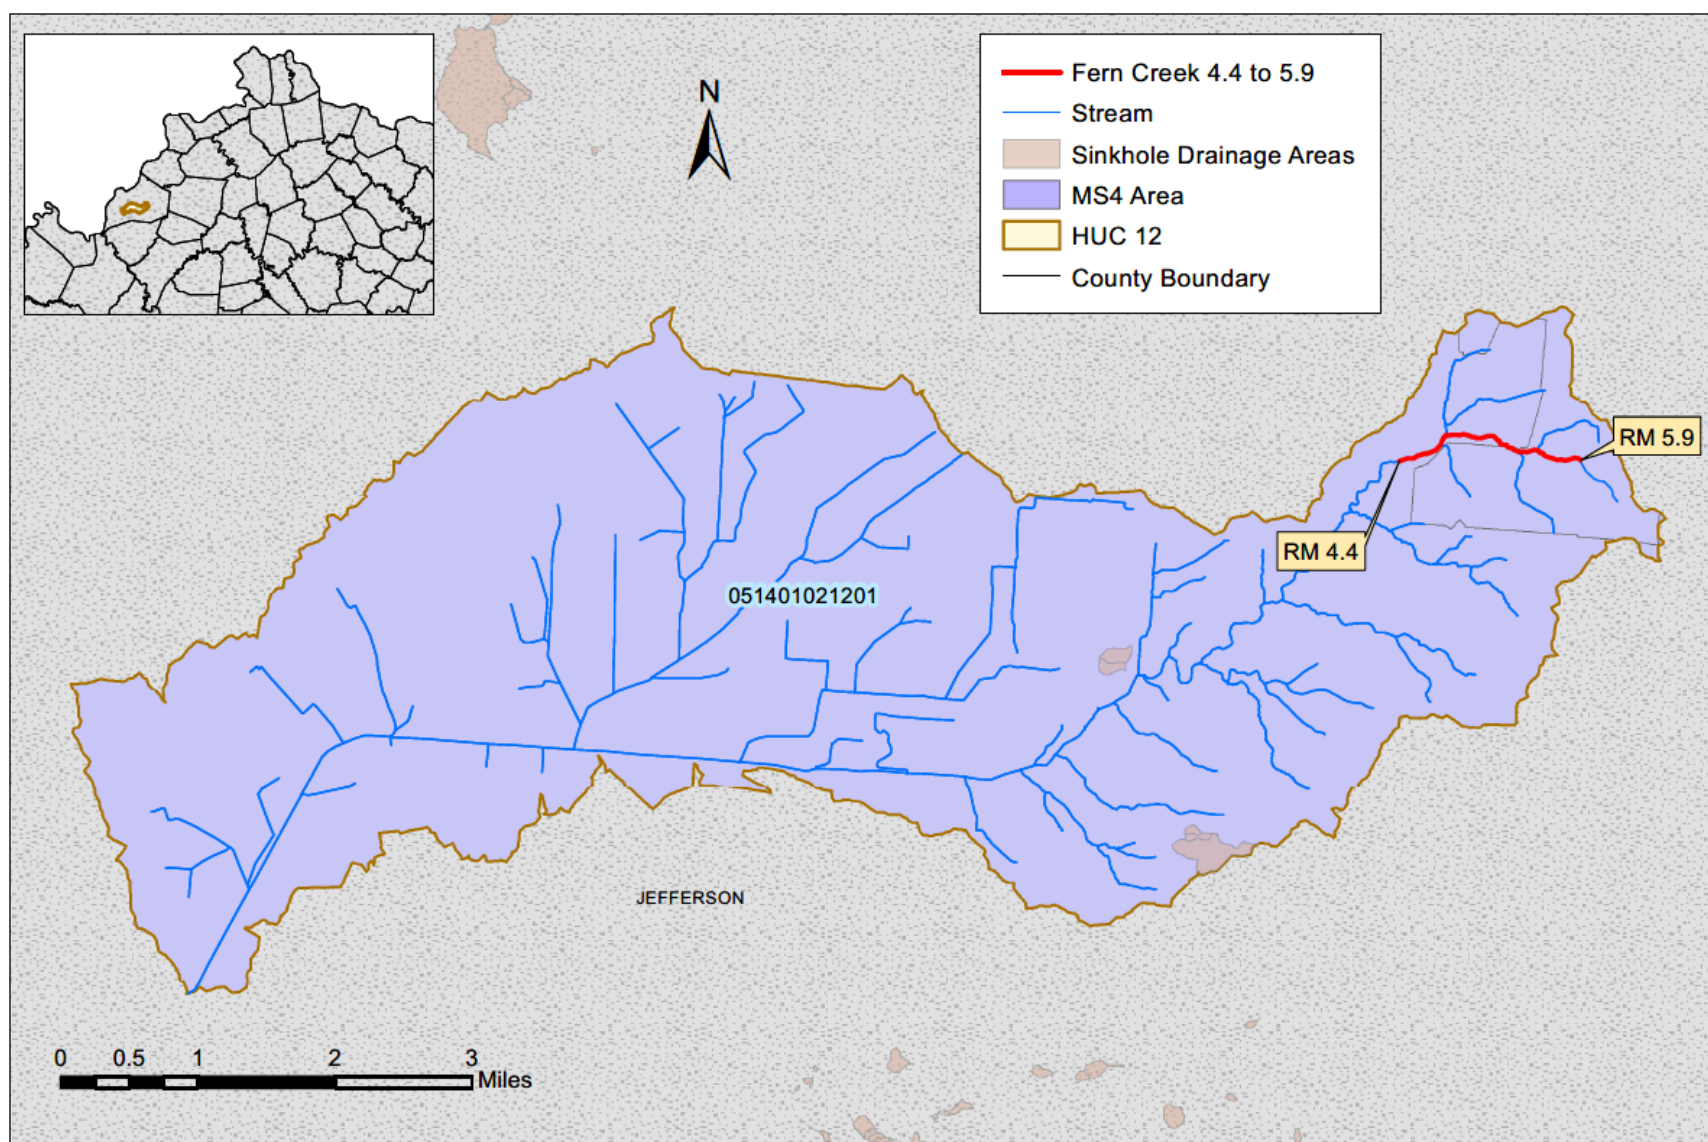 N
Fern Creek 4.4 to 5.9
Stream
Sinkhole Drainage Areas
MS4 Area
HUC 12
County Boundary
RM 5.9
RM 4.4
051401021201
JEFFERSON
0 0.5 1 2 3
Miles